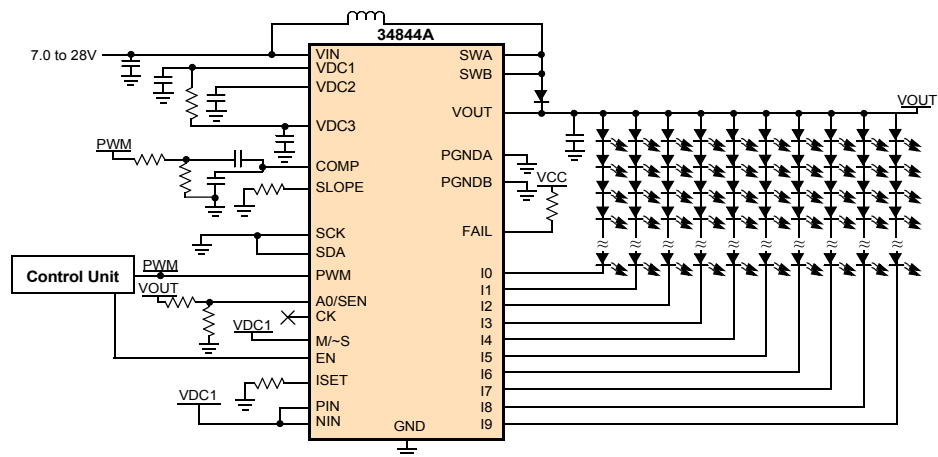 34844A
7.0 to 28V
VIN
VDC1
VDC2
VDC3
PWM
COMP
SLOPE
SCK
SDA
Control Unit
PWM
PWM
VOUT
A0/SEN
CK
VDC1
M/~S
EN
ISET
VDC1
PIN
NIN
GND
SWA
SWB
VOUT
VOUT
PGNDA
PGNDB
VCC
FAIL
I0
I1
I2
I3
I4
I5
I6
I7
I8
I9